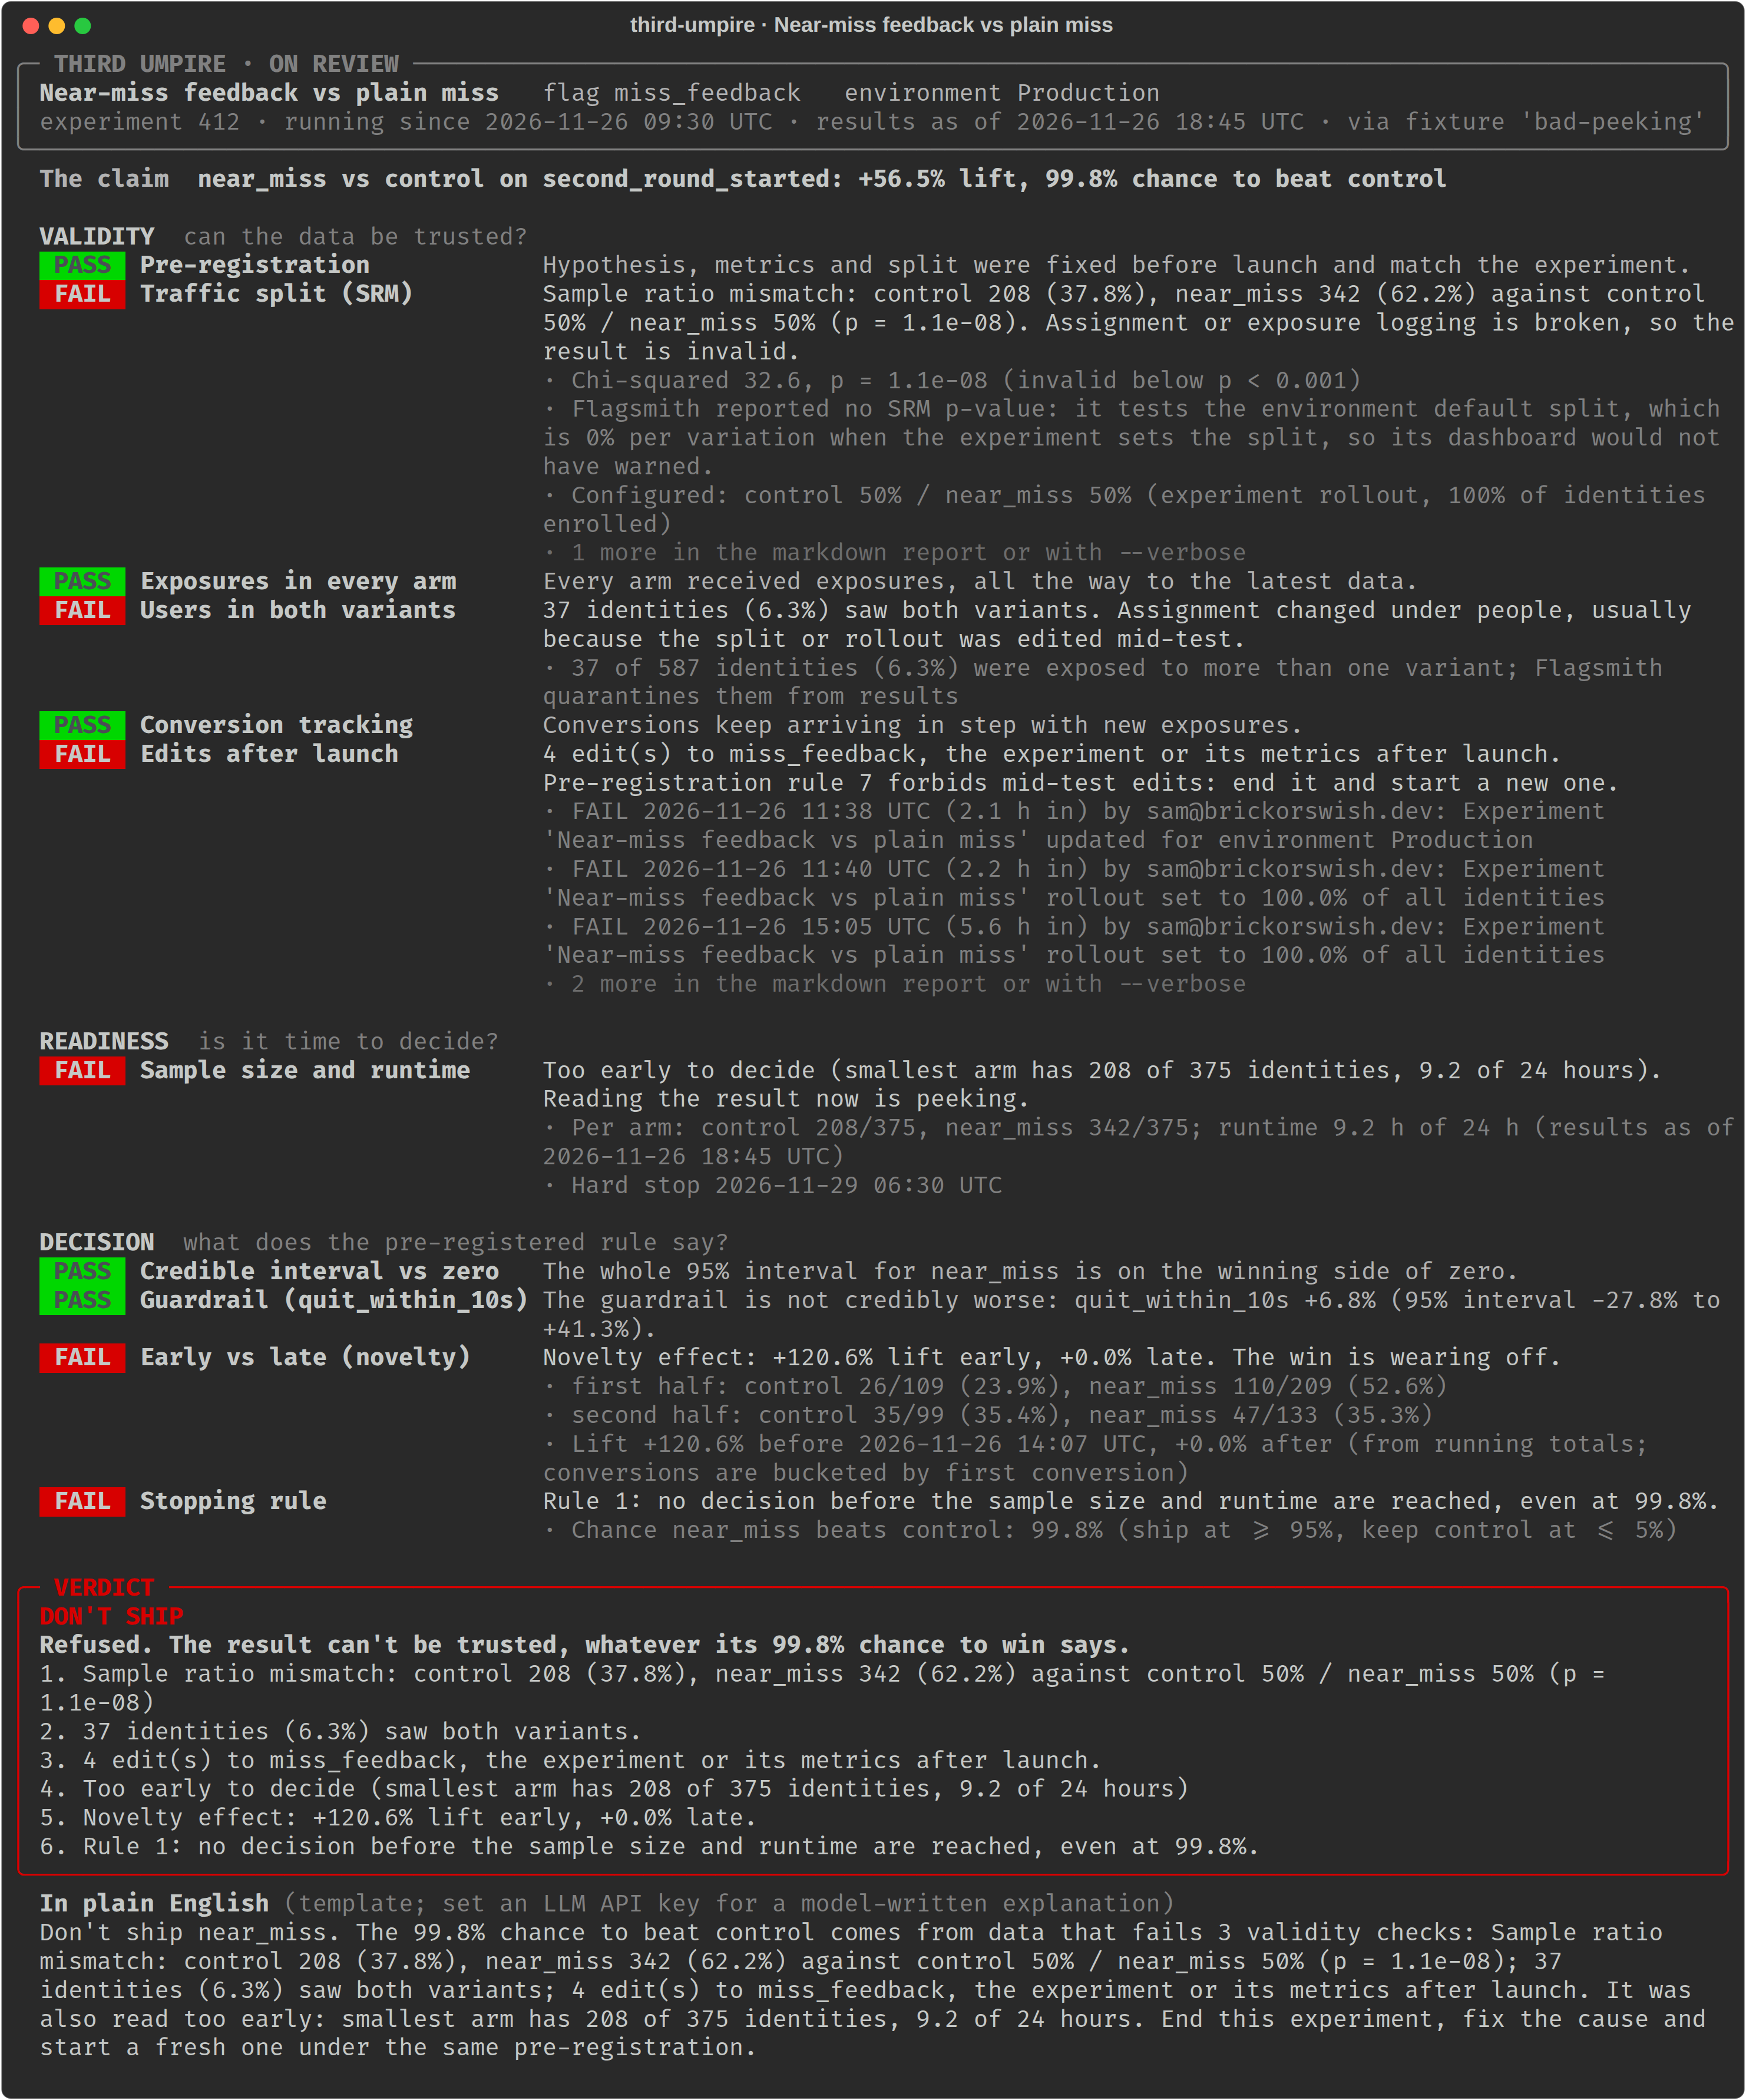 third-umpire · Near-miss feedback vs plain miss
THIRD UMPIRE · ON REVIEW
Near-miss feedback vs plain miss   flag miss_feedback   environment Production
experiment 412 · running since 2026-11-26 09:30 UTC · results as of 2026-11-26 18:45 UTC · via fixture 'bad-peeking'
The claim  near_miss vs control on second_round_started: +56.5% lift, 99.8% chance to beat control
VALIDITY  can the data be trusted?
PASS Pre-registration  Hypothesis, metrics and split were fixed before launch and match the experiment.
FAIL Traffic split (SRM)  Sample ratio mismatch: control 208 (37.8%), near_miss 342 (62.2%) against control
50% / near_miss 50% (p = 1.1e-08). Assignment or exposure logging is broken, so the
result is invalid.
· Chi-squared 32.6, p = 1.1e-08 (invalid below p < 0.001)
· Flagsmith reported no SRM p-value: it tests the environment default split, which
is 0% per variation when the experiment sets the split, so its dashboard would not
have warned.
· Configured: control 50% / near_miss 50% (experiment rollout, 100% of identities
enrolled)
· 1 more in the markdown report or with --verbose
PASS Exposures in every arm  Every arm received exposures, all the way to the latest data.
FAIL Users in both variants  37 identities (6.3%) saw both variants. Assignment changed under people, usually
because the split or rollout was edited mid-test.
· 37 of 587 identities (6.3%) were exposed to more than one variant; Flagsmith
quarantines them from results
PASS Conversion tracking  Conversions keep arriving in step with new exposures.
FAIL Edits after launch  4 edit(s) to miss_feedback, the experiment or its metrics after launch.
Pre-registration rule 7 forbids mid-test edits: end it and start a new one.
· FAIL 2026-11-26 11:38 UTC (2.1 h in) by sam@brickorswish.dev: Experiment
'Near-miss feedback vs plain miss' updated for environment Production
· FAIL 2026-11-26 11:40 UTC (2.2 h in) by sam@brickorswish.dev: Experiment
'Near-miss feedback vs plain miss' rollout set to 100.0% of all identities
· FAIL 2026-11-26 15:05 UTC (5.6 h in) by sam@brickorswish.dev: Experiment
'Near-miss feedback vs plain miss' rollout set to 100.0% of all identities
· 2 more in the markdown report or with --verbose
READINESS  is it time to decide?
FAIL Sample size and runtime  Too early to decide (smallest arm has 208 of 375 identities, 9.2 of 24 hours).
Reading the result now is peeking.
· Per arm: control 208/375, near_miss 342/375; runtime 9.2 h of 24 h (results as of
2026-11-26 18:45 UTC)
· Hard stop 2026-11-29 06:30 UTC
DECISION  what does the pre-registered rule say?
PASS Credible interval vs zero  The whole 95% interval for near_miss is on the winning side of zero.
PASS Guardrail (quit_within_10s)  The guardrail is not credibly worse: quit_within_10s +6.8% (95% interval -27.8% to
+41.3%).
FAIL Early vs late (novelty)  Novelty effect: +120.6% lift early, +0.0% late. The win is wearing off.
· first half: control 26/109 (23.9%), near_miss 110/209 (52.6%)
· second half: control 35/99 (35.4%), near_miss 47/133 (35.3%)
· Lift +120.6% before 2026-11-26 14:07 UTC, +0.0% after (from running totals;
conversions are bucketed by first conversion)
FAIL Stopping rule  Rule 1: no decision before the sample size and runtime are reached, even at 99.8%.
· Chance near_miss beats control: 99.8% (ship at ≥ 95%, keep control at ≤ 5%)
VERDICT
DON'T SHIP
Refused. The result can't be trusted, whatever its 99.8% chance to win says.
1. Sample ratio mismatch: control 208 (37.8%), near_miss 342 (62.2%) against control 50% / near_miss 50% (p =
1.1e-08)
2. 37 identities (6.3%) saw both variants.
3. 4 edit(s) to miss_feedback, the experiment or its metrics after launch.
4. Too early to decide (smallest arm has 208 of 375 identities, 9.2 of 24 hours)
5. Novelty effect: +120.6% lift early, +0.0% late.
6. Rule 1: no decision before the sample size and runtime are reached, even at 99.8%.
In plain English (template; set an LLM API key for a model-written explanation)
Don't ship near_miss. The 99.8% chance to beat control comes from data that fails 3 validity checks: Sample ratio
mismatch: control 208 (37.8%), near_miss 342 (62.2%) against control 50% / near_miss 50% (p = 1.1e-08); 37
identities (6.3%) saw both variants; 4 edit(s) to miss_feedback, the experiment or its metrics after launch. It was
also read too early: smallest arm has 208 of 375 identities, 9.2 of 24 hours. End this experiment, fix the cause and
start a fresh one under the same pre-registration.